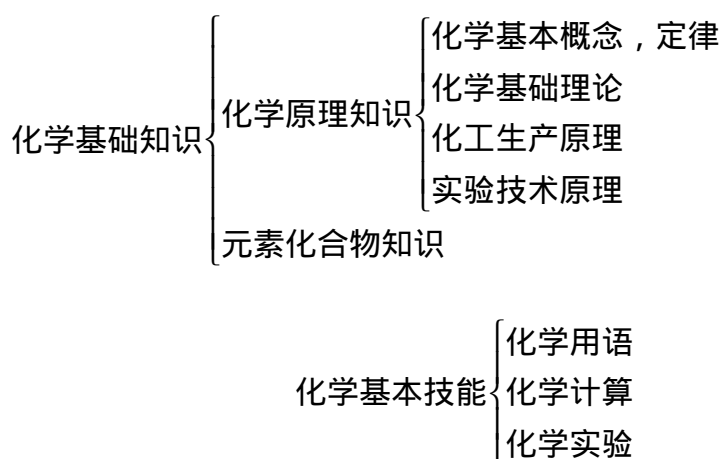 化学基础知识
化学原理知识
化学基本概念，定律
化学基础理论
化工生产原理
实验技术原理
元素化合物知识
化学基本技能
化学用语
化学计算
化学实验